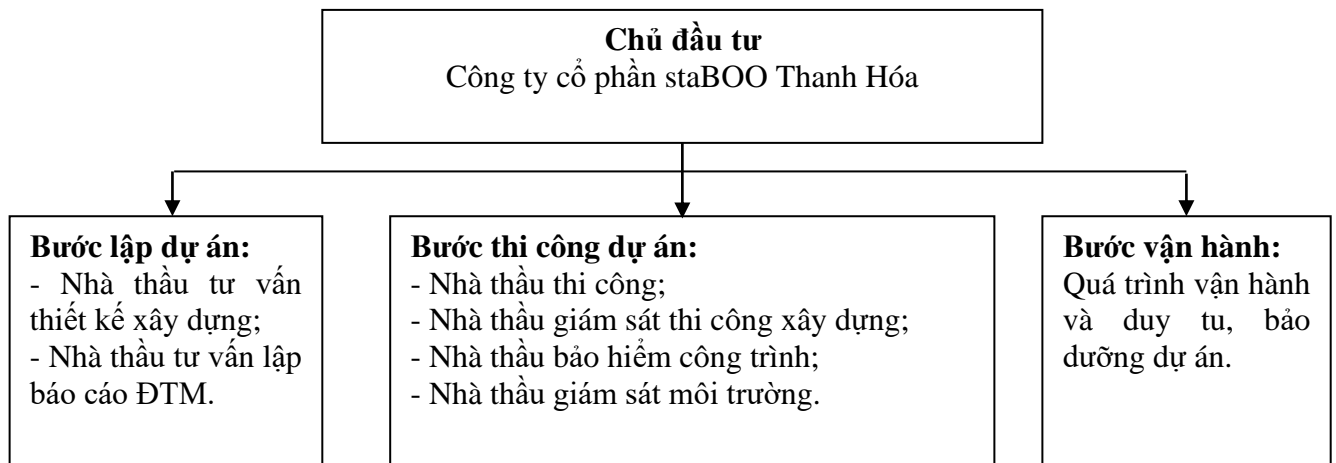 Chủ đầu tư
Công ty cổ phần staBOO Thanh Hóa
Bước lập dự án:
- Nhà thầu tư vấn
thiết kế xây dựng;
- Nhà thầu tư vấn lập
báo cáo ĐTM.
Bước thi công dự án:
- Nhà thầu thi công;
- Nhà thầu giám sát thi công xây dựng;
- Nhà thầu bảo hiểm công trình;
- Nhà thầu giám sát môi trường.
Bước vận hành:
Quá trình vận hành
và duy tu, bảo
dưỡng dự án.